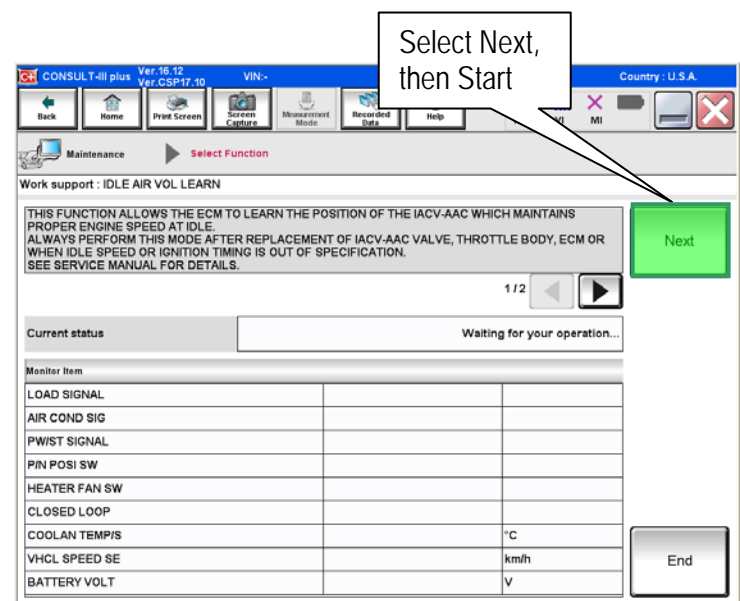 Select Next,
then Start
C+ CONSULT-III plus Ver.16.12
Ver.CSP17.10 VIN:- Country : U.S.A.
Back Home Print Screen Screen
Capture Measurement
Mode Recorded
Data Help VI MI
Maintenance Select Function
Work support : IDLE AIR VOL LEARN
THIS FUNCTION ALLOWS THE ECM TO LEARN THE POSITION OF THE IACV-AAC WHICH MAINTAINS
PROPER ENGINE SPEED AT IDLE.
ALWAYS PERFORM THIS MODE AFTER REPLACEMENT OF IACV-AAC VALVE, THROTTLE BODY, ECM OR
WHEN IDLE SPEED OR IGNITION TIMING IS OUT OF SPECIFICATION.
SEE SERVICE MANUAL FOR DETAILS.
Next
1/2
Current status Waiting for your operation...
Monitor Item
LOAD SIGNAL
AIR COND SIG
PW/ST SIGNAL
P/N POSI SW
HEATER FAN SW
CLOSED LOOP
COOLAN TEMP/S °C
VHCL SPEED SE km/h
BATTERY VOLT V
End